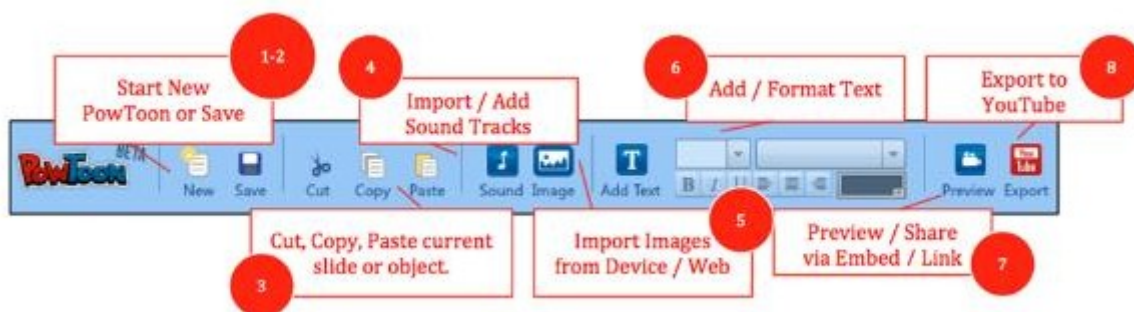 1-2
Start New
PowToon or Save
4
Import / Add
Sound Tracks
6
Add / Format Text
8
Export to
YouTube
PowToon BETA
New
Save
Cut
Copy
Paste
Sound
Image
T
Add Text
B I U
Preview
You
Tube
Export
3
Cut, Copy, Paste current
slide or object.
5
Import Images
from Device / Web
7
Preview / Share
via Embed / Link